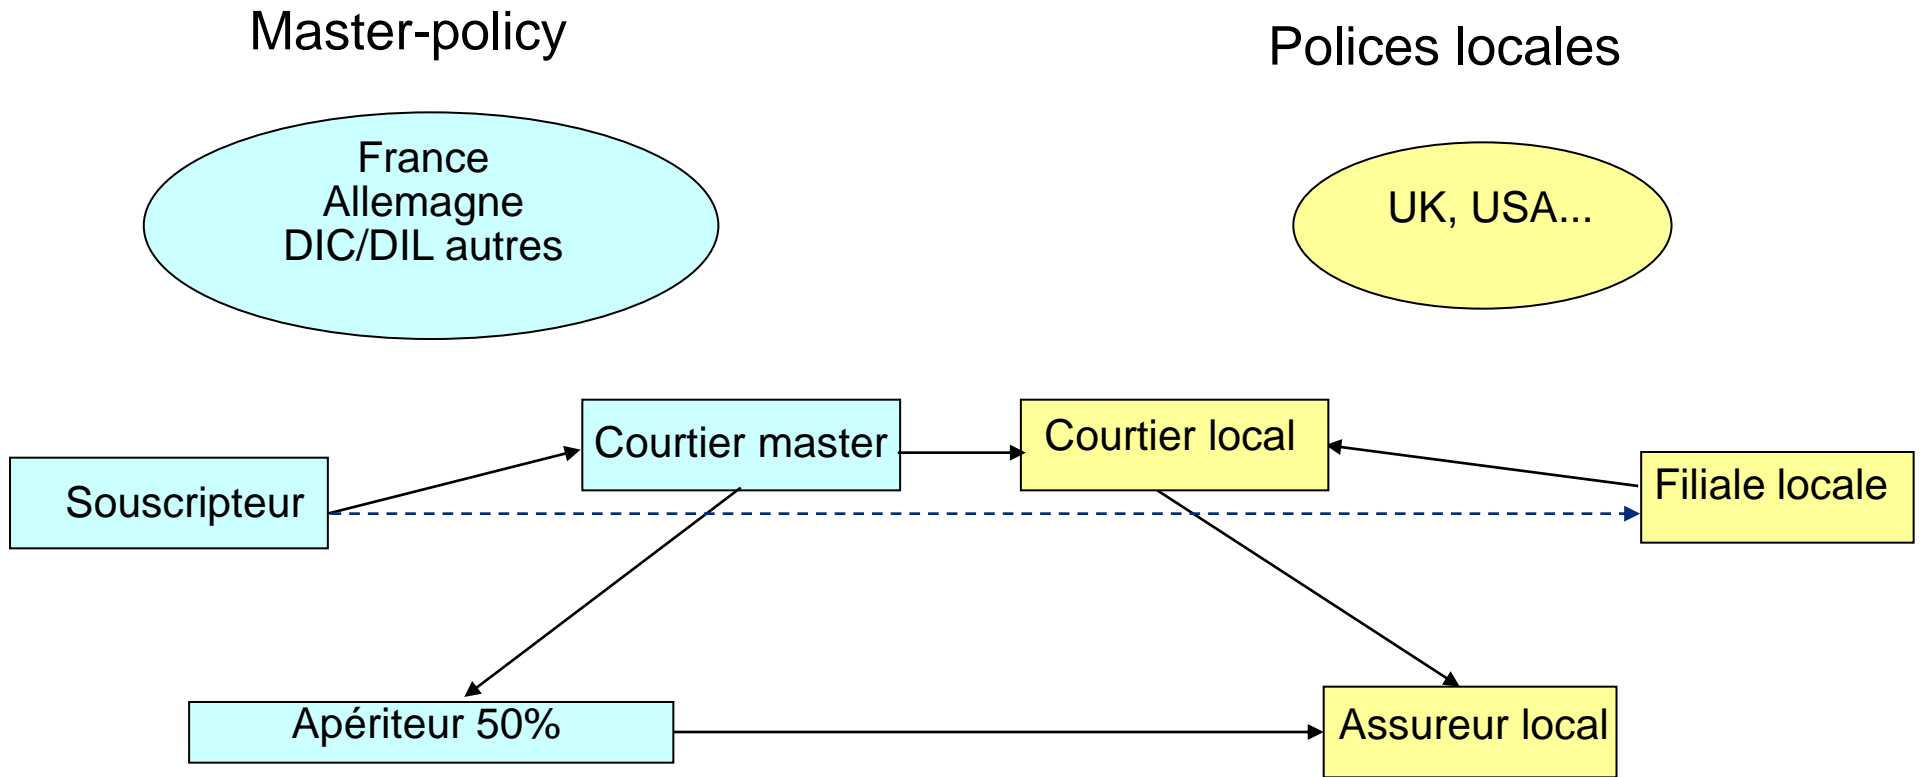 Master-policy
Polices locales
France
Allemagne
DIC/DIL autres
UK, USA...
Courtier master
Courtier local
Souscripteur
Filiale locale
Apériteur 50%
Assureur local